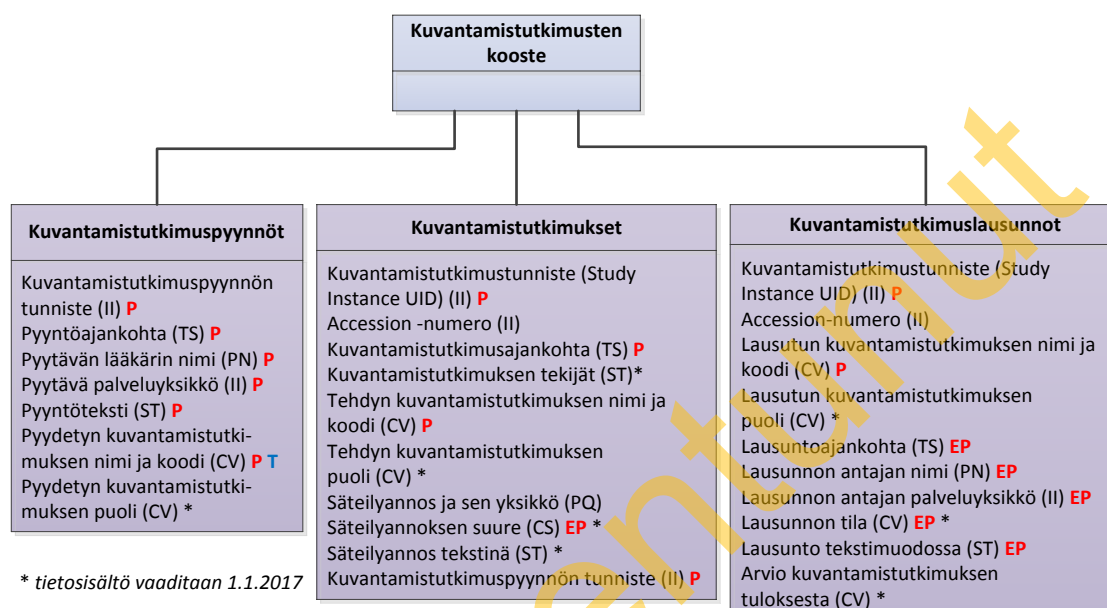 Kuvantamistutkimusten
kooste
Kuvantamistutkimuspyynnöt
Kuvantamistutkimuspyynnön
tunniste (II) P
Pyyntöajankohta (TS) P
Pyytävän lääkärin nimi (PN) P
Pyytävä palveluyksikkö (II) P
Pyyntöteksti (ST) P
Pyydetyn kuvantamistutki-
muksen nimi ja koodi (CV) P T
Pyydetyn kuvantamistutki-
muksen puoli (CV) *
* tietosisältö vaaditaan 1.1.2017
Kuvantamistutkimukset
Kuvantamistutkimustunniste (Study
Instance UID) (II) P
Accession -numero (II)
Kuvantamistutkimusajankohta (TS) P
Kuvantamistutkimuksen tekijät (ST)*
Tehdyn kuvantamistutkimuksen nimi ja
koodi (CV) P
Tehdyn kuvantamistutkimuksen
puoli (CV) *
Säteilyannos ja sen yksikkö (PQ)
Säteilyannoksen suure (CS) EP *
Säteilyannos tekstinä (ST) *
Kuvantamistutkimuspyynnön tunniste (II) P
Kuvantamistutkimuslausunnot
Kuvantamistutkimustunniste (Study
Instance UID) (II) P
Accession-numero (II)
Lausutun kuvantamistutkimuksen nimi ja
koodi (CV) P
Lausutun kuvantamistutkimuksen
puoli (CV) *
Lausuntoajankohta (TS) EP
Lausunnon antajan nimi (PN) EP
Lausunnon antajan palveluyksikkö (II) EP
Lausunnon tila (CV) EP *
Lausunto tekstimuodossa (ST) EP
Arvio kuvantamistutkimuksen
tuloksesta (CV) *
entunut